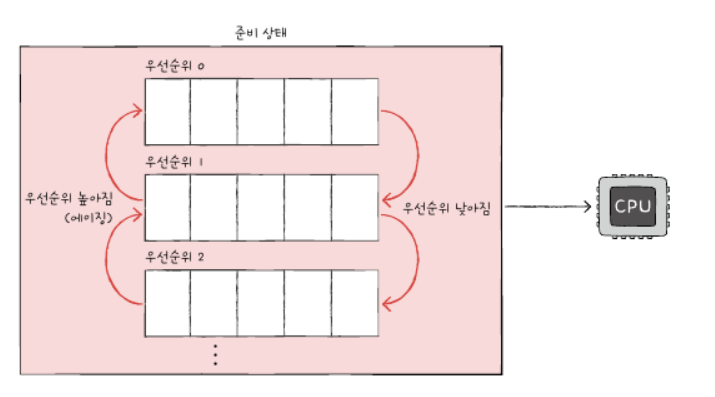 준비 상태
우선순위 0
우선순위 1
우선순위 높아짐
(에이징)
우선순위 낮아짐
CPU
우선순위 2